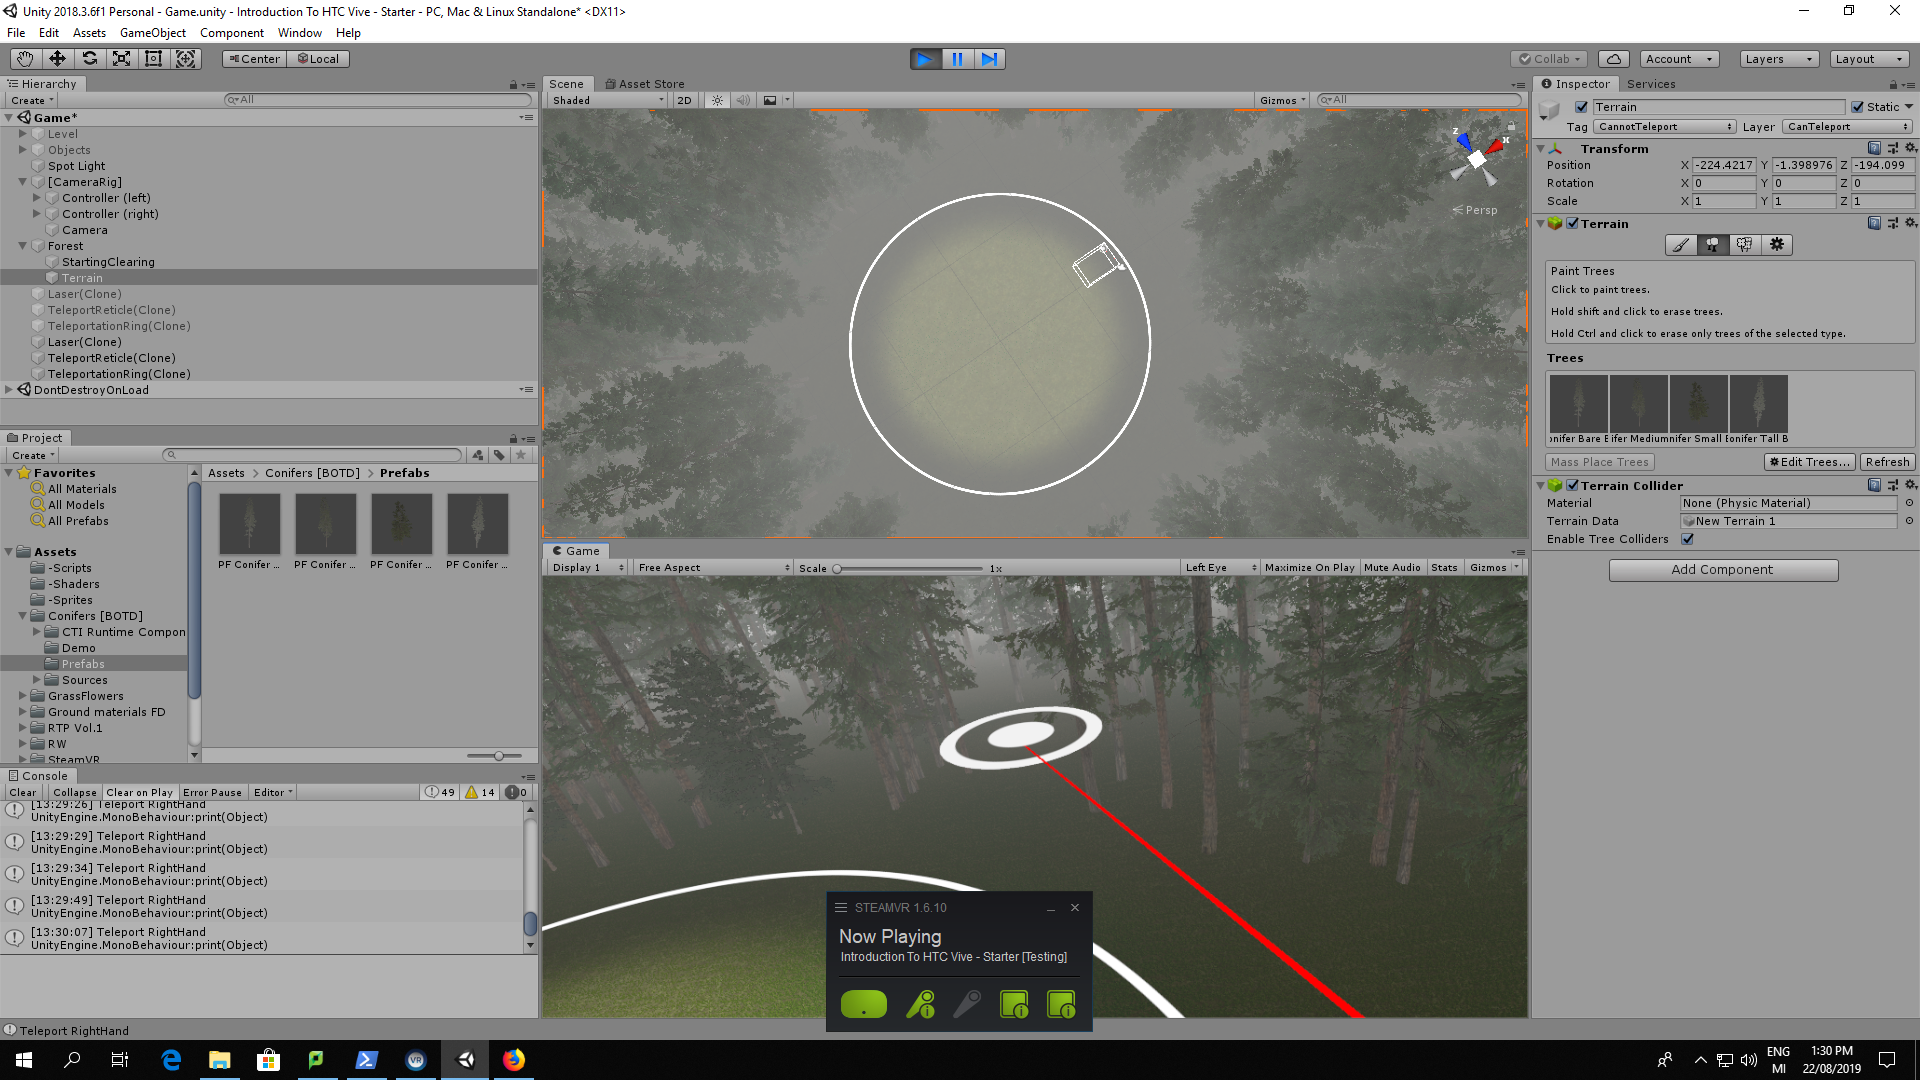 Unity 2018.3.6f1 Personal - Game.unity - Introduction To HTC Vive - Starter - PC, Mac & Linux Standalone* <DX11>
File Edit Assets GameObject Component Window Help
Center Local
Collab Account Layers Layout
Hierarchy
Create All
Game*
Level
Objects
Spot Light
[CameraRig]
Controller (left)
Controller (right)
Camera
Forest
StartingClearing
Terrain
Laser(Clone)
TeleportReticle(Clone)
TeleportationRing(Clone)
Laser(Clone)
TeleportReticle(Clone)
TeleportationRing(Clone)
DontDestroyOnLoad
Project
Create
Favorites
All Materials
All Models
All Prefabs
Assets
-Scripts
-Shaders
-Sprites
Conifers [BOTD]
CTI Runtime Compon
Demo
Prefabs
Sources
GrassFlowers
Ground materials FD
RTP Vol.1
RW
SteamVR
Assets > Conifers [BOTD] > Prefabs
PF Conifer ... PF Conifer ... PF Conifer ... PF Conifer ...
Console
Clear Collapse Clear on Play Error Pause Editor 49 14 0
[13:29:26] Teleport RightHand
UnityEngine.MonoBehaviour:print(Object)
[13:29:29] Teleport RightHand
UnityEngine.MonoBehaviour:print(Object)
[13:29:34] Teleport RightHand
UnityEngine.MonoBehaviour:print(Object)
[13:29:49] Teleport RightHand
UnityEngine.MonoBehaviour:print(Object)
[13:30:07] Teleport RightHand
UnityEngine.MonoBehaviour:print(Object)
Teleport RightHand
Scene Asset Store
Shaded 2D Gizmos All
z x
Persp
Game
Display 1 Free Aspect Scale 1x Left Eye Maximize On Play Mute Audio Stats Gizmos
STEAMVR 1.6.10
Now Playing
Introduction To HTC Vive - Starter [Testing]
Inspector Services
Terrain Static
Tag CannotTeleport Layer CanTeleport
Transform
Position X -224.4217 Y -1.398976 Z -194.099
Rotation X 0 Y 0 Z 0
Scale X 1 Y 1 Z 1
Terrain
Paint Trees
Click to paint trees.
Hold shift and click to erase trees.
Hold Ctrl and click to erase only trees of the selected type.
Trees
onifer Bare E ifer Medium nifer Small E onifer Tall B
Mass Place Trees Edit Trees... Refresh
Terrain Collider
Material None (Physic Material)
Terrain Data New Terrain 1
Enable Tree Colliders
Add Component
VR
ENG
MI
1:30 PM
22/08/2019